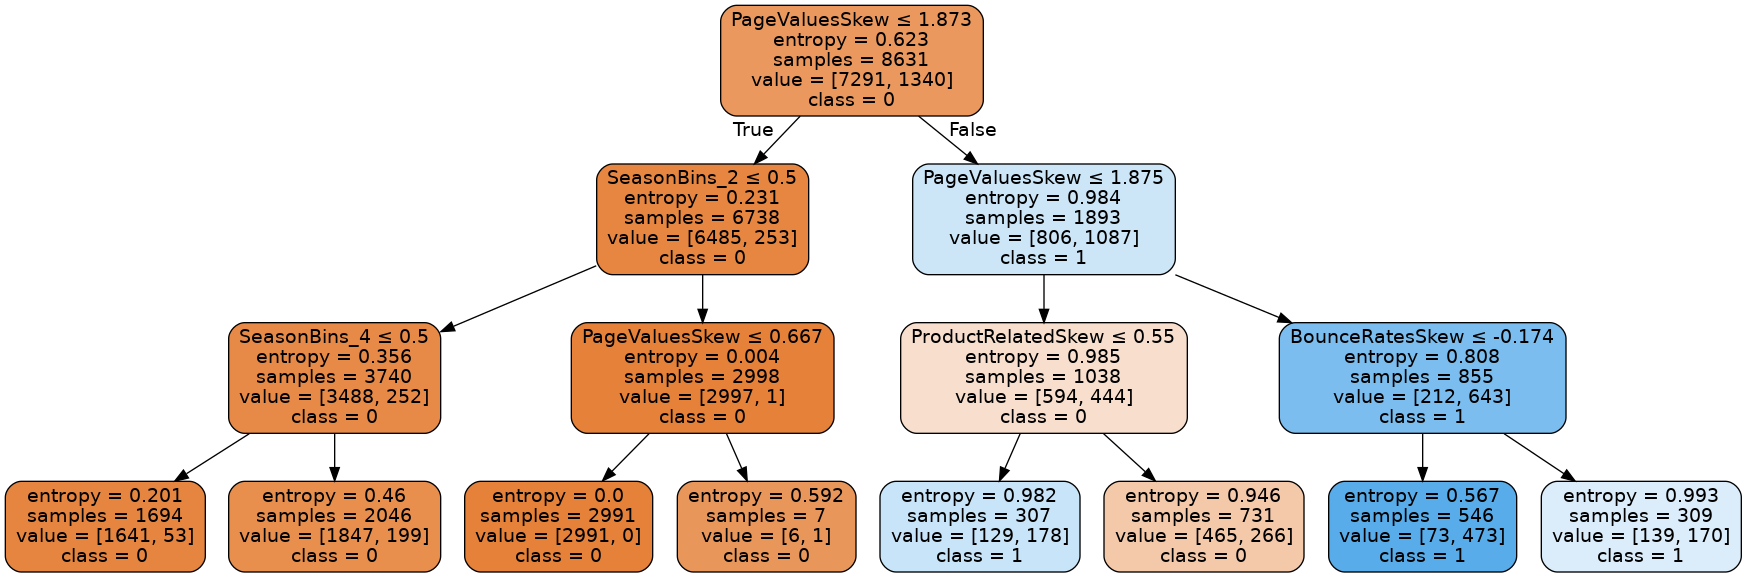 PageValuesSkew ≤ 1.873
entropy = 0.623
samples = 8631
value = [7291, 1340]
class = 0
True
False
SeasonBins_2 ≤ 0.5
entropy = 0.231
samples = 6738
value = [6485, 253]
class = 0
PageValuesSkew ≤ 1.875
entropy = 0.984
samples = 1893
value = [806, 1087]
class = 1
SeasonBins_4 ≤ 0.5
entropy = 0.356
samples = 3740
value = [3488, 252]
class = 0
PageValuesSkew ≤ 0.667
entropy = 0.004
samples = 2998
value = [2997, 1]
class = 0
ProductRelatedSkew ≤ 0.55
entropy = 0.985
samples = 1038
value = [594, 444]
class = 0
BounceRatesSkew ≤ -0.174
entropy = 0.808
samples = 855
value = [212, 643]
class = 1
entropy = 0.201
samples = 1694
value = [1641, 53]
class = 0
entropy = 0.46
samples = 2046
value = [1847, 199]
class = 0
entropy = 0.0
samples = 2991
value = [2991, 0]
class = 0
entropy = 0.592
samples = 7
value = [6, 1]
class = 0
entropy = 0.982
samples = 307
value = [129, 178]
class = 1
entropy = 0.946
samples = 731
value = [465, 266]
class = 0
entropy = 0.567
samples = 546
value = [73, 473]
class = 1
entropy = 0.993
samples = 309
value = [139, 170]
class = 1